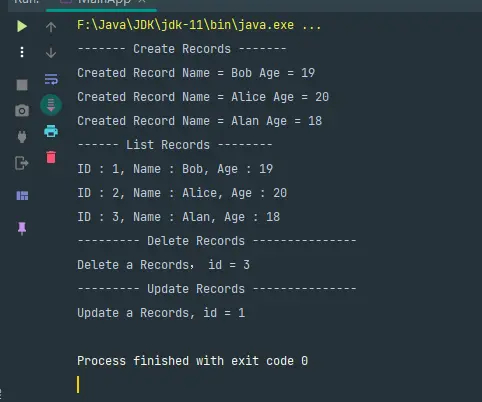 Run: MainApp
F:\Java\JDK\jdk-11\bin\java.exe ...
------- Create Records -------
Created Record Name = Bob Age = 19
Created Record Name = Alice Age = 20
Created Record Name = Alan Age = 18
------ List Records --------
ID : 1, Name : Bob, Age : 19
ID : 2, Name : Alice, Age : 20
ID : 3, Name : Alan, Age : 18
--------- Delete Records ---------------
Delete a Records， id = 3
--------- Update Records ---------------
Update a Records, id = 1
Process finished with exit code 0